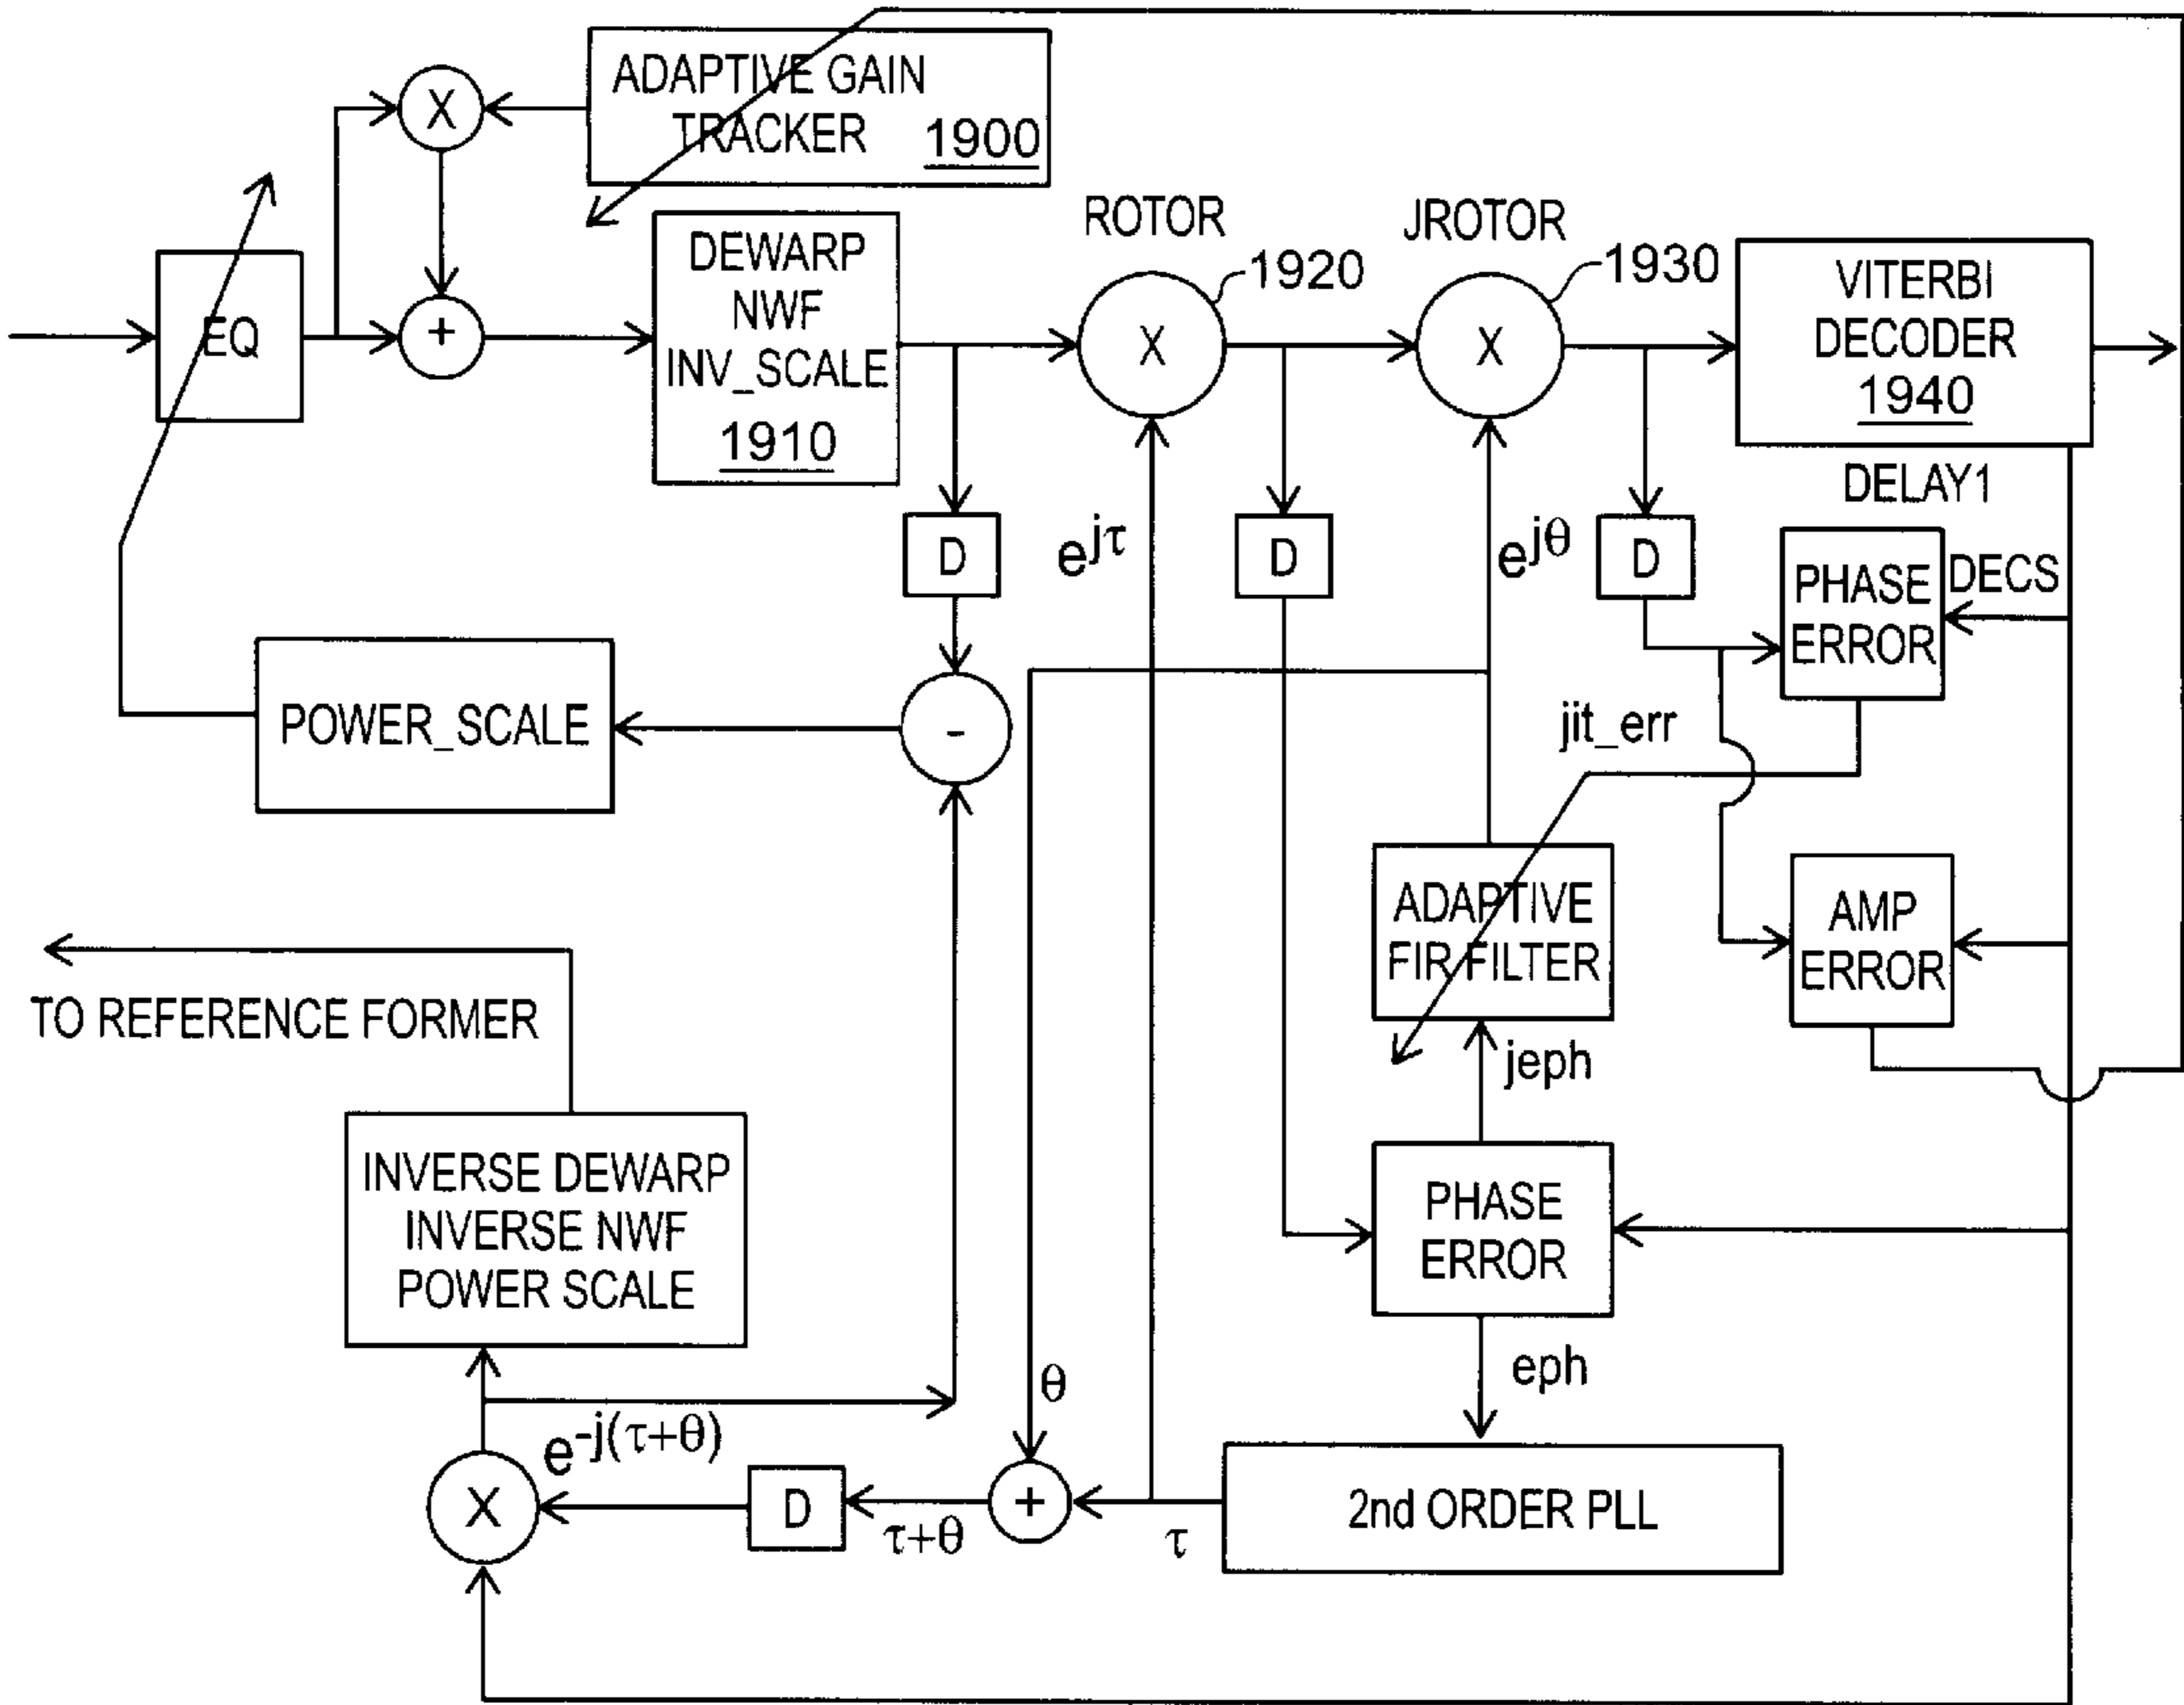 ADAPTIVE GAIN
TRACKER 1900
X
+
EQ
DEWARP
NWF
INV_SCALE
1910
ROTOR
1920
X
JROTOR
1930
X
VITERBI
DECODER
1940
DELAY1
D
e^{jτ}
D
e^{jθ}
D
PHASE
ERROR
DECS
POWER_SCALE
-
jit_err
ADAPTIVE
FIR FILTER
AMP
ERROR
TO REFERENCE FORMER
jeph
INVERSE DEWARP
INVERSE NWF
POWER SCALE
PHASE
ERROR
eph
θ
e^{-j(τ+θ)}
X
D
τ+θ
+
τ
2nd ORDER PLL